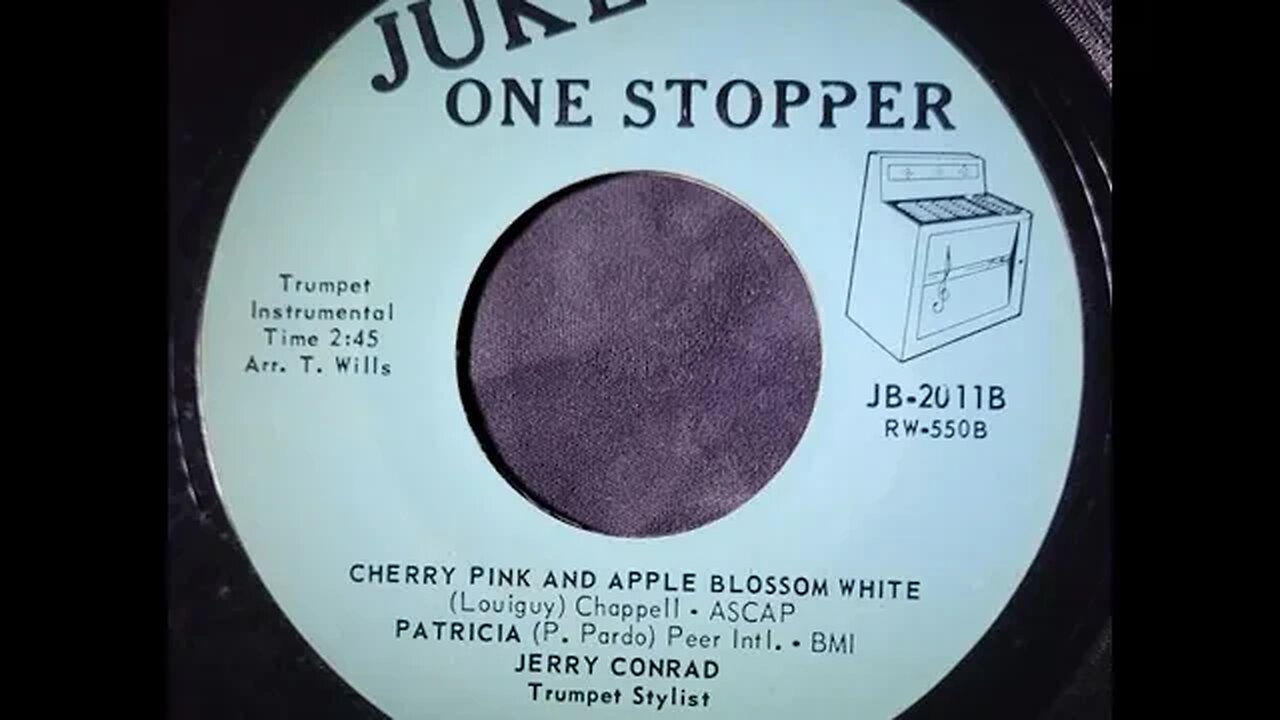 JUKE
ONE STOPPER
Trumpet
Instrumental
Time 2:45
Arr. T. Wills
JB-2011B
RW-550B
CHERRY PINK AND APPLE BLOSSOM WHITE
(Louiguy) Chappell • ASCAP
PATRICIA (P. Pardo) Peer Intl. • BMI
JERRY CONRAD
Trumpet Stylist